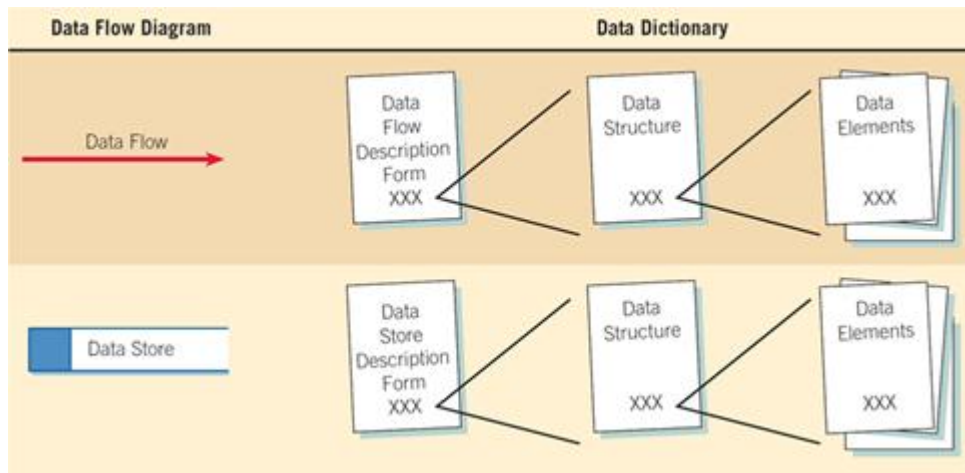 Data Flow Diagram
Data Dictionary
Data Flow
Data
Flow
Description
Form
XXX
Data
Structure
XXX
Data
Elements
XXX
Data Store
Data
Store
Description
Form
XXX
Data
Structure
XXX
Data
Elements
XXX